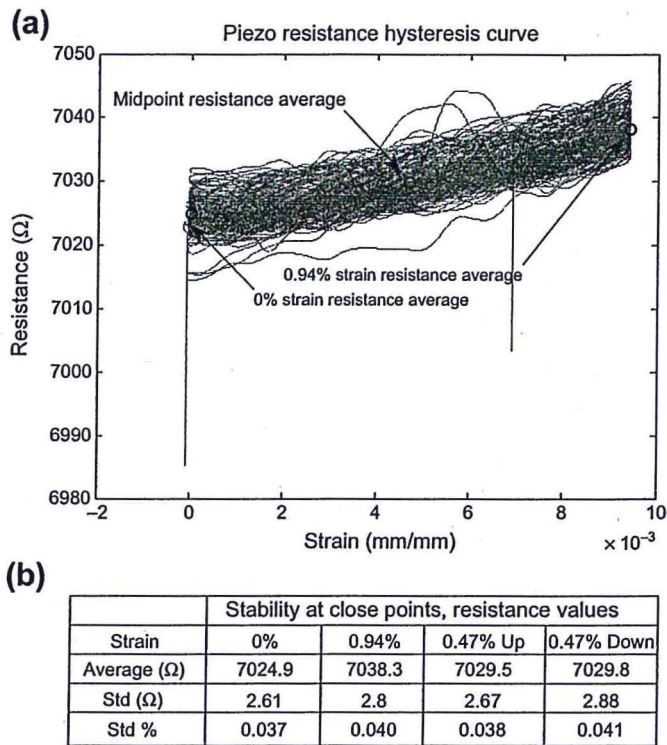 (a)
Piezo resistance hysteresis curve
7050
7040
7030
7020
7010
7000
6990
6980
Resistance (Ω)
Midpoint resistance average
0.94% strain resistance average
0% strain resistance average
−2 0 2 4 6 8 10
Strain (mm/mm) × 10⁻³
(b)
Stability at close points, resistance values
Strain 0% 0.94% 0.47% Up 0.47% Down
Average (Ω) 7024.9 7038.3 7029.5 7029.8
Std (Ω) 2.61 2.8 2.67 2.88
Std % 0.037 0.040 0.038 0.041